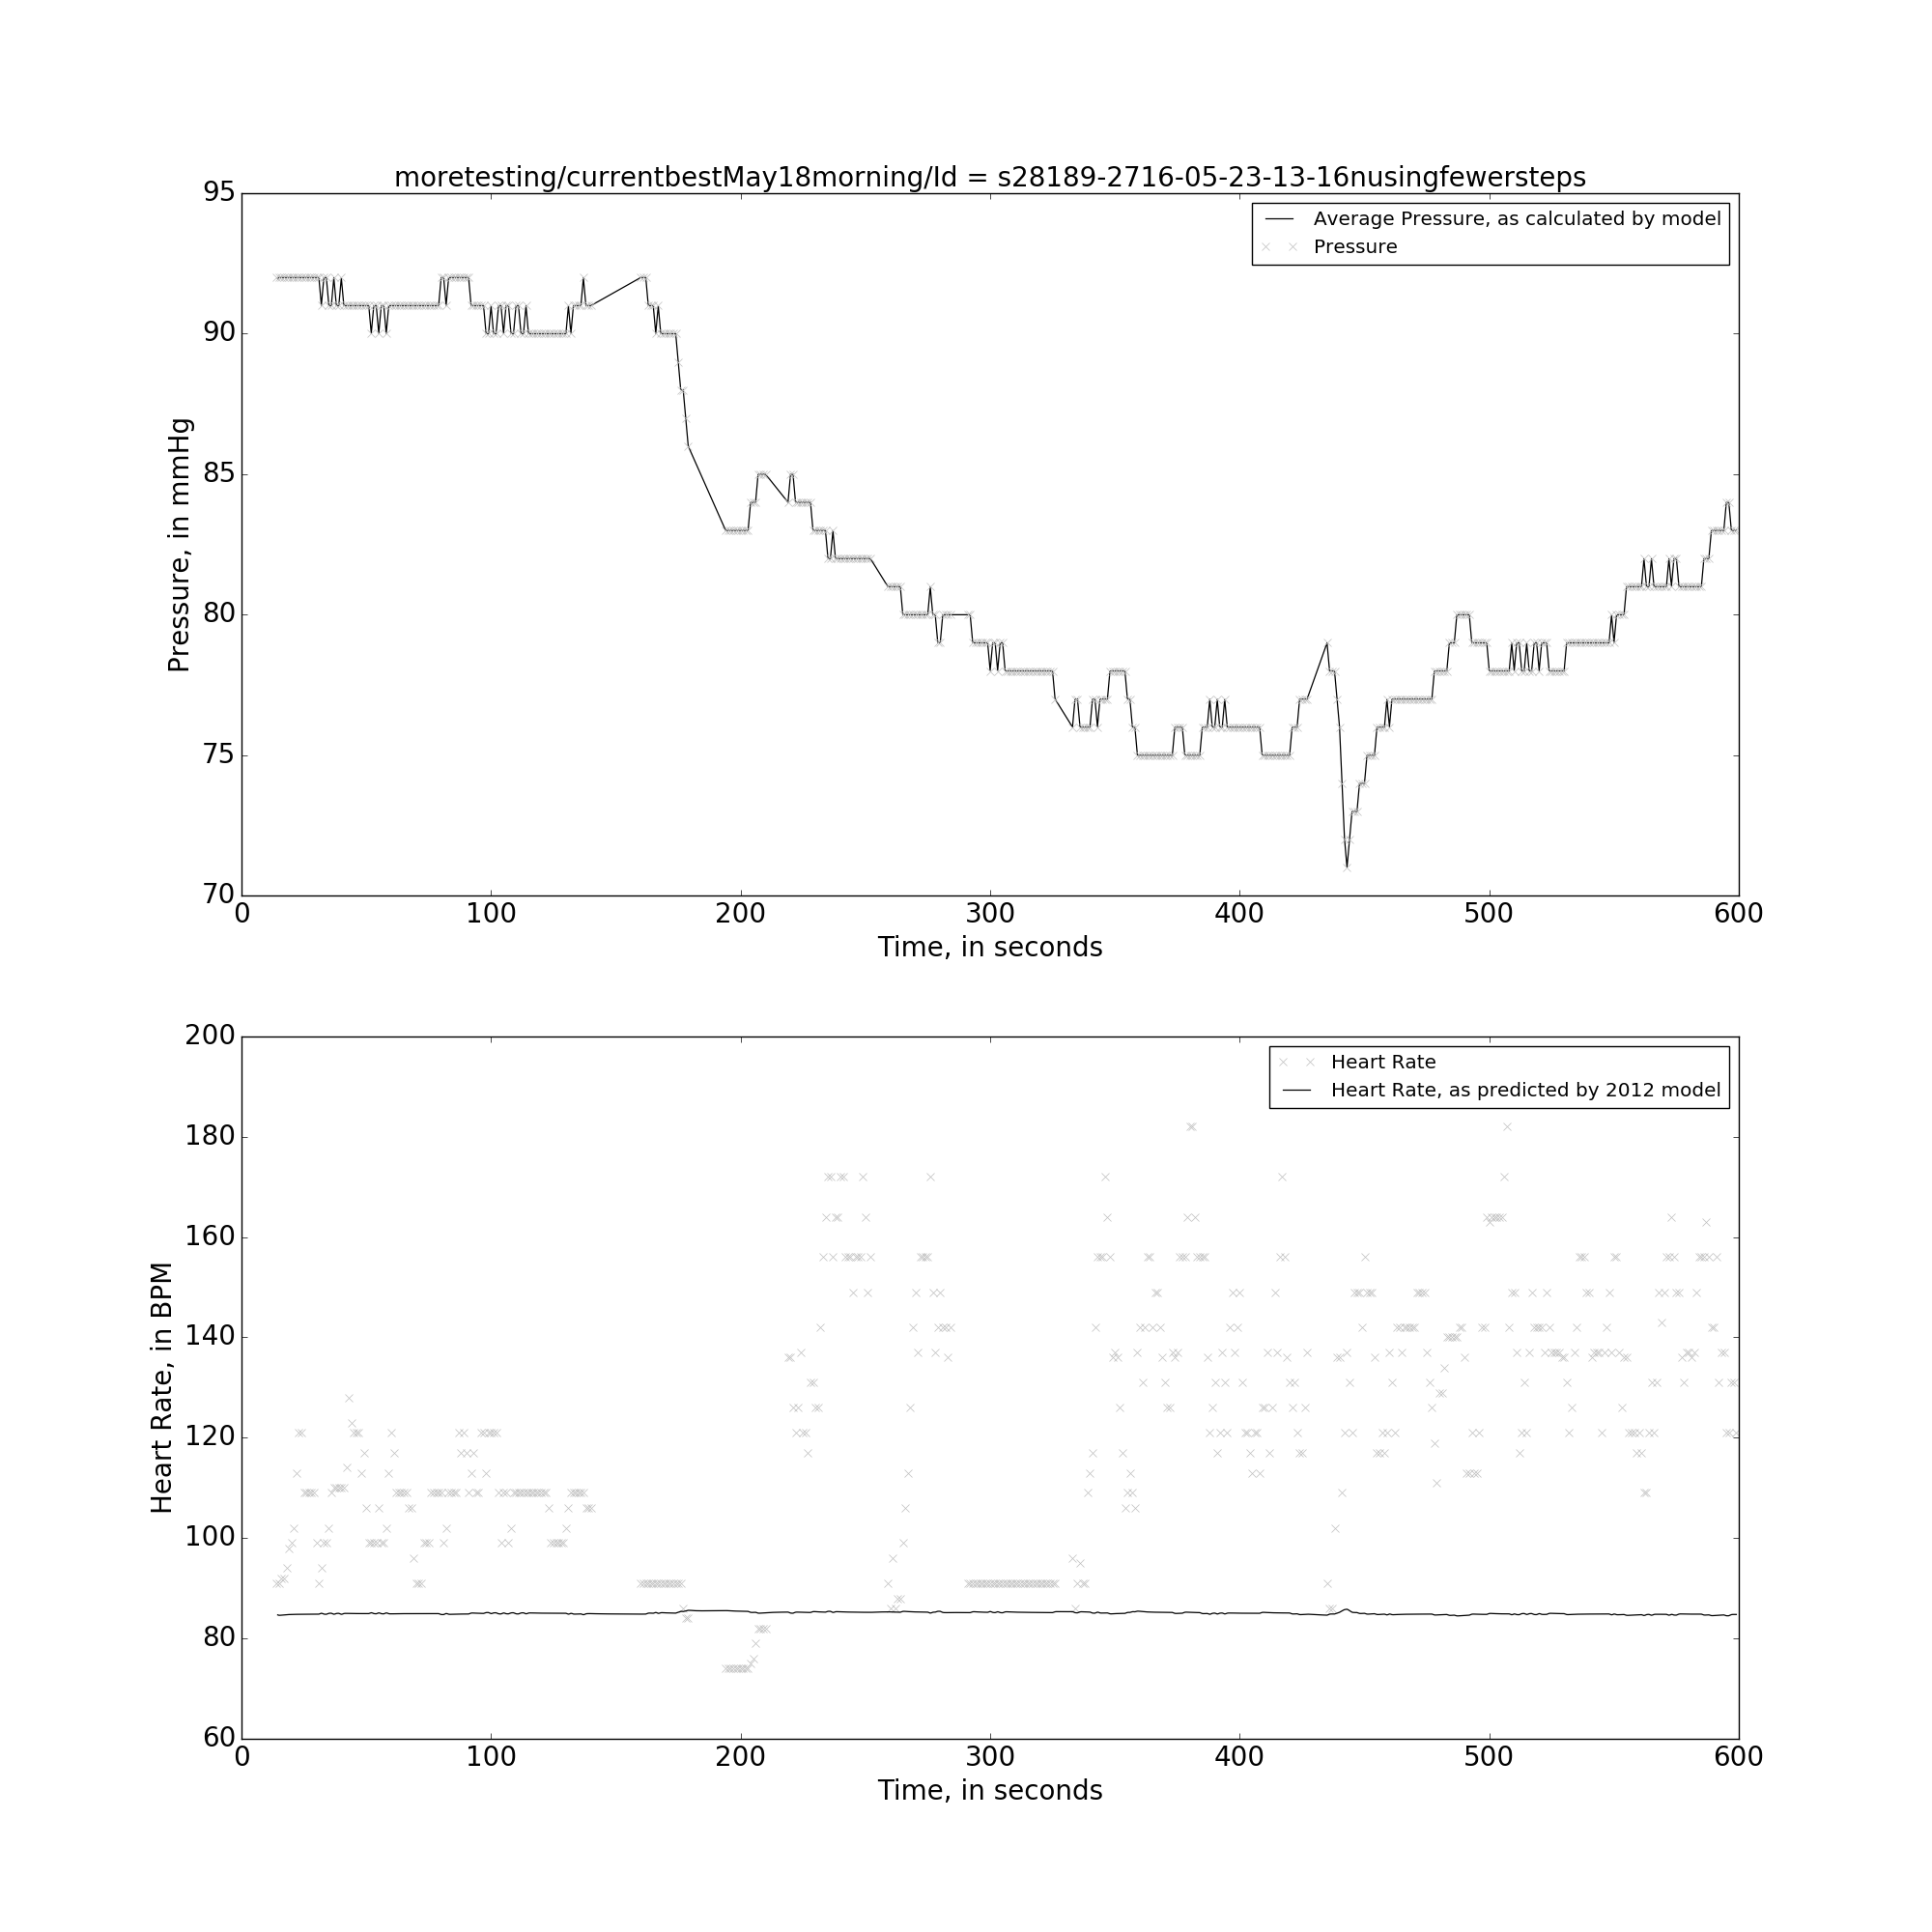 moretesting/currentbestMay18morning/Id = s28189-2716-05-23-13-16nusingfewersteps
95
90
85
80
75
70
Pressure, in mmHg
Average Pressure, as calculated by model
Pressure
0 100 200 300 400 500 600
Time, in seconds
200
180
160
140
120
100
80
60
Heart Rate, in BPM
Heart Rate
Heart Rate, as predicted by 2012 model
0 100 200 300 400 500 600
Time, in seconds